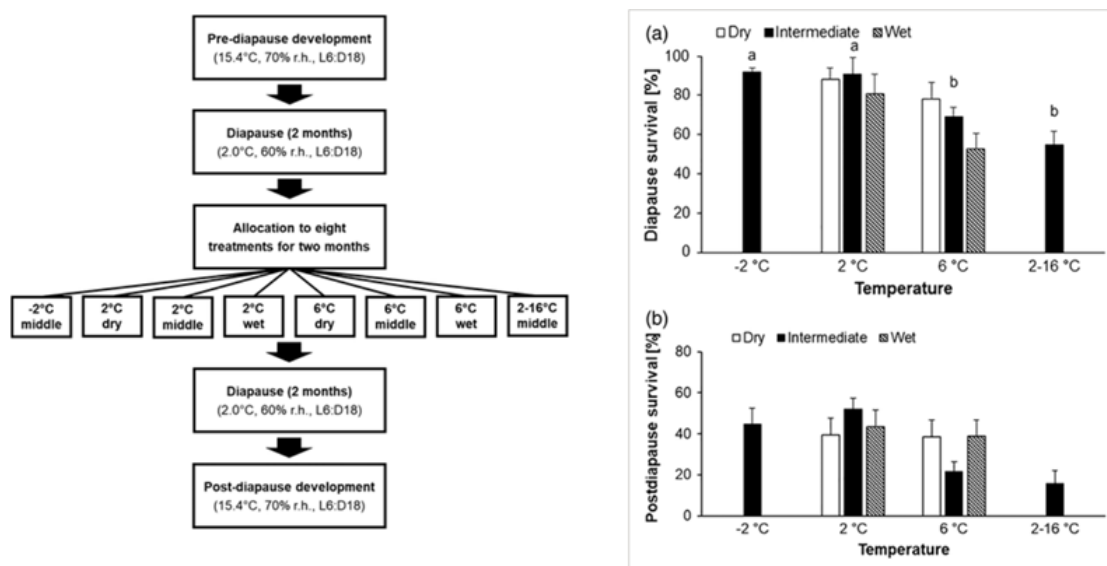 Pre-diapause development
(15.4°C, 70% r.h., L6:D18)
Diapause (2 months)
(2.0°C, 60% r.h., L6:D18)
Allocation to eight
treatments for two months
-2°C
middle
2°C
dry
2°C
middle
2°C
wet
6°C
dry
6°C
middle
6°C
wet
2-16°C
middle
Diapause (2 months)
(2.0°C, 60% r.h., L6:D18)
Post-diapause development
(15.4°C, 70% r.h., L6:D18)
(a)
Dry Intermediate Wet
Diapause survival [%]
100
80
60
40
20
0
a
a
b
b
-2 °C 2 °C 6 °C 2-16 °C
Temperature
(b)
Dry Intermediate Wet
Postdiapause survival [%]
80
60
40
20
0
-2 °C 2 °C 6 °C 2-16 °C
Temperature